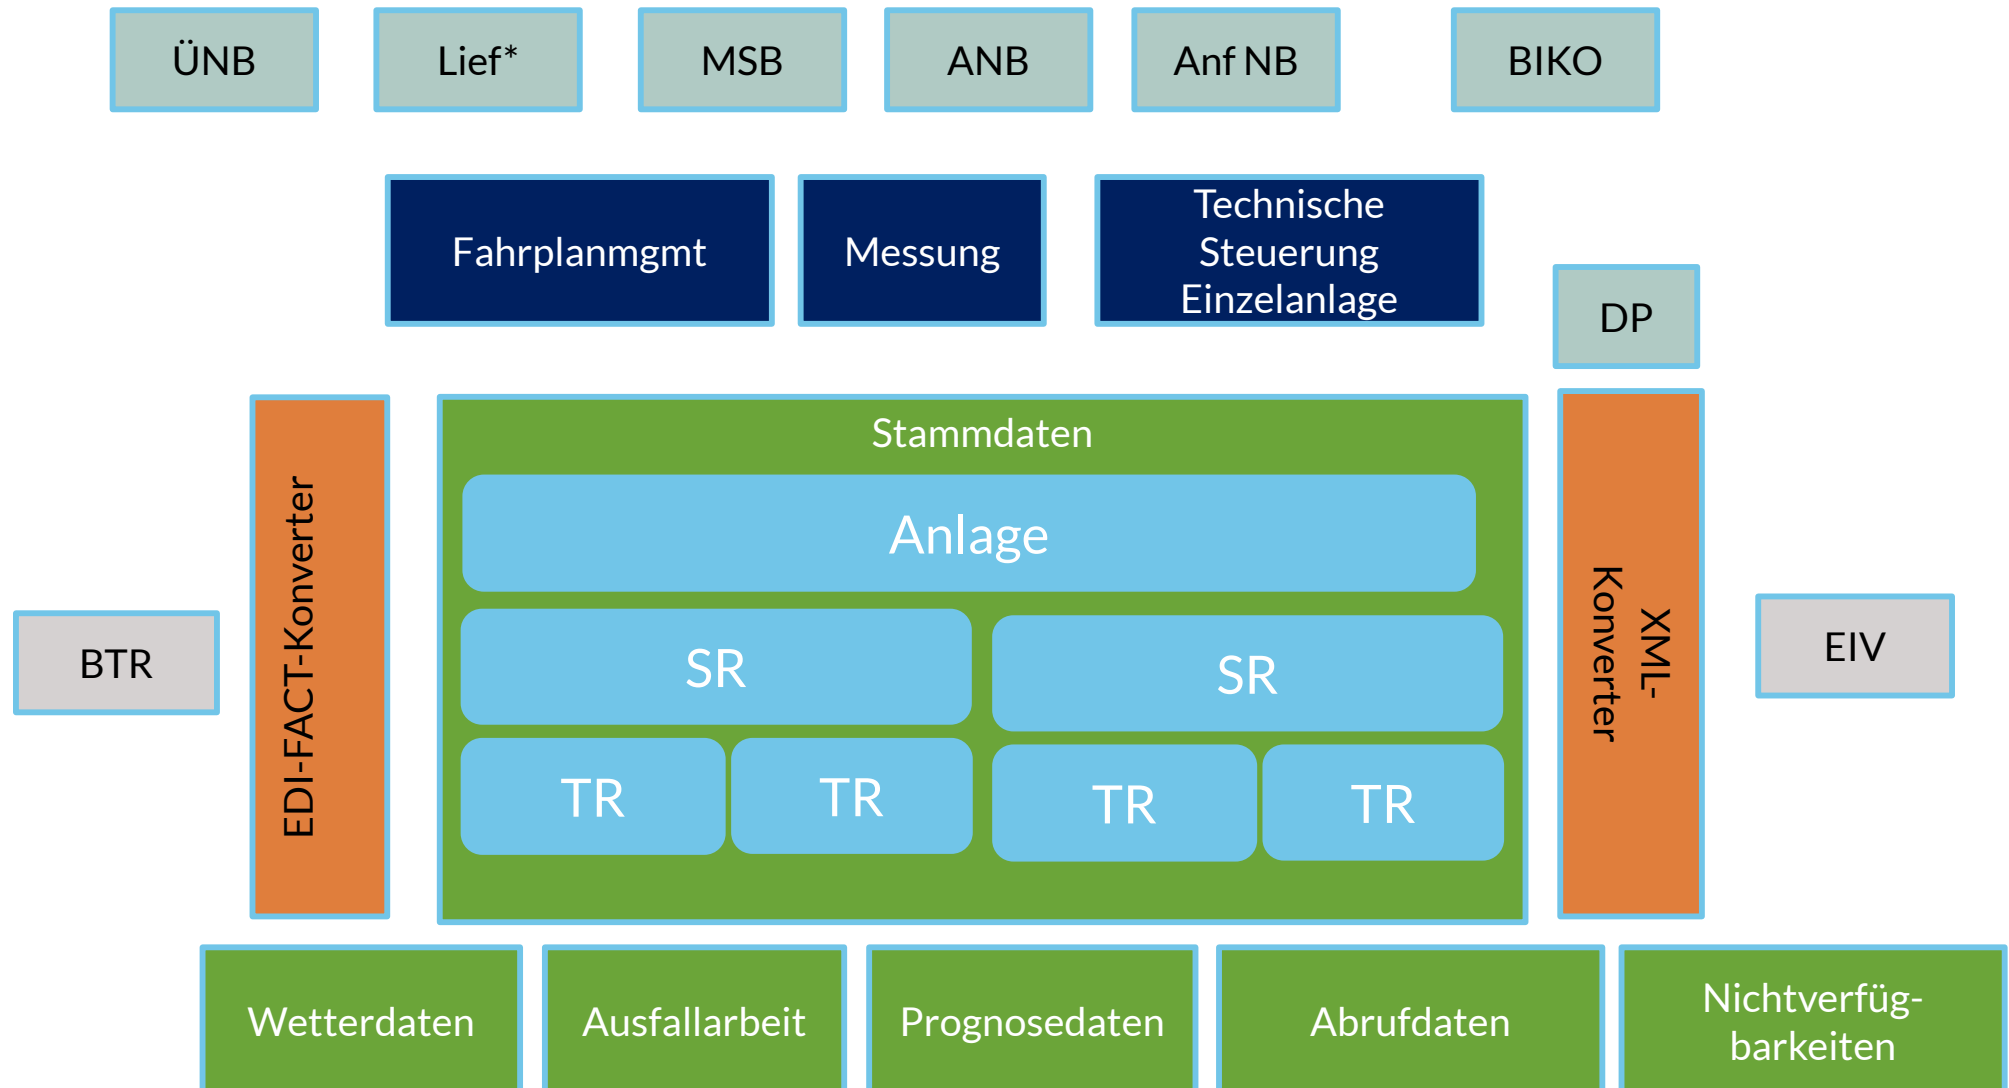 ÜNB
Lief*
MSB
ANB
Anf NB
BIKO
Fahrplanmgmt
Messung
Technische
Steuerung
Einzelanlage
DP
EDI-FACT-Konverter
Stammdaten
Anlage
SR
SR
TR
TR
TR
TR
XML-
Konverter
BTR
EIV
Wetterdaten
Ausfallarbeit
Prognosedaten
Abrufdaten
Nichtverfüg-
barkeiten